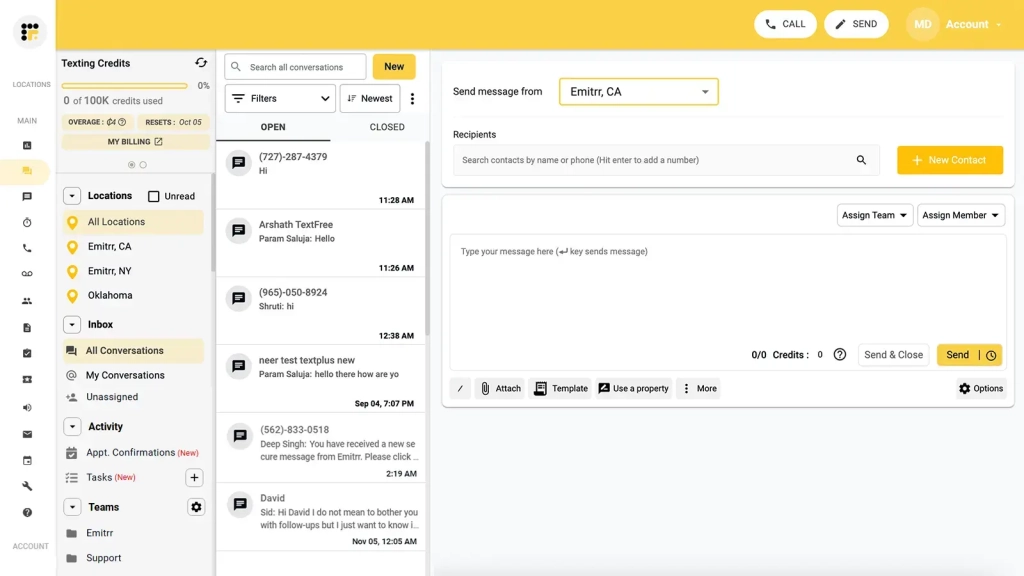 CALL
SEND
MD
Account
LOCATIONS
MAIN
ACCOUNT
Texting Credits
0%
0 of 100K credits used
OVERAGE : ₵4
RESETS : Oct 05
MY BILLING
Locations
Unread
All Locations
Emitrr, CA
Emitrr, NY
Oklahoma
Inbox
All Conversations
My Conversations
Unassigned
Activity
Appt. Confirmations (New)
Tasks (New)
Teams
Emitrr
Support
Search all conversations
New
Filters
Newest
OPEN
CLOSED
(727)-287-4379
Hi
11:28 AM
Arshath TextFree
Param Saluja: Hello
11:26 AM
(965)-050-8924
Shruti: hi
12:38 AM
neer test textplus new
Param Saluja: hello there how are yo
Sep 04, 7:07 PM
(562)-833-0518
Deep Singh: You have received a new se
cure message from Emitrr. Please click ...
2:19 AM
David
Sid: Hi David I do not mean to bother you
with follow-ups but I just want to know i...
Nov 05, 12:05 AM
Send message from
Emitrr, CA
Recipients
Search contacts by name or phone (Hit enter to add a number)
New Contact
Assign Team
Assign Member
Type your message here (↵ key sends message)
0/0 Credits : 0
Send & Close
Send
/
Attach
Template
Use a property
More
Options